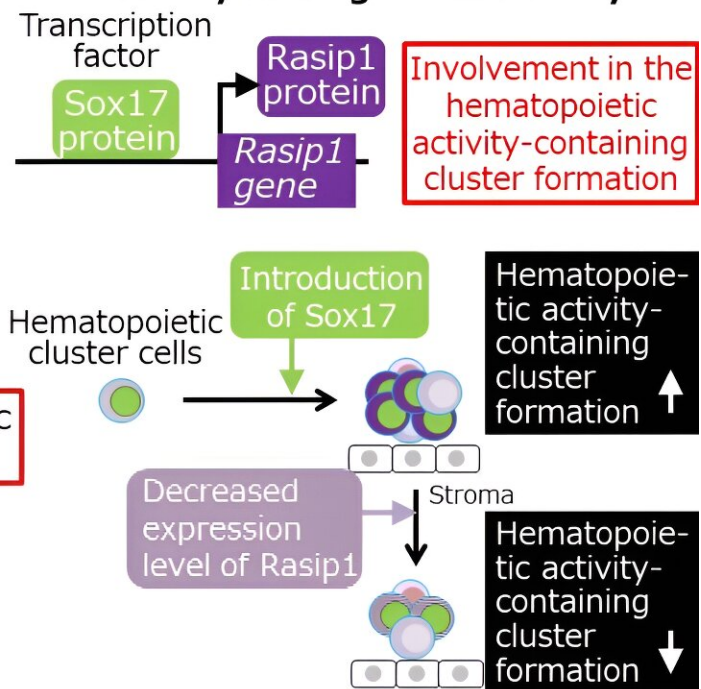 Transcription
factor
Sox17
protein
Rasip1
protein
Rasip1
gene
Involvement in the
hematopoietic
activity-containing
cluster formation
Introduction
of Sox17
Hematopoietic
cluster cells
Hematopoie-
tic activity-
containing
cluster
formation
c
Decreased
expression
level of Rasip1
Stroma
Hematopoie-
tic activity-
containing
cluster
formation